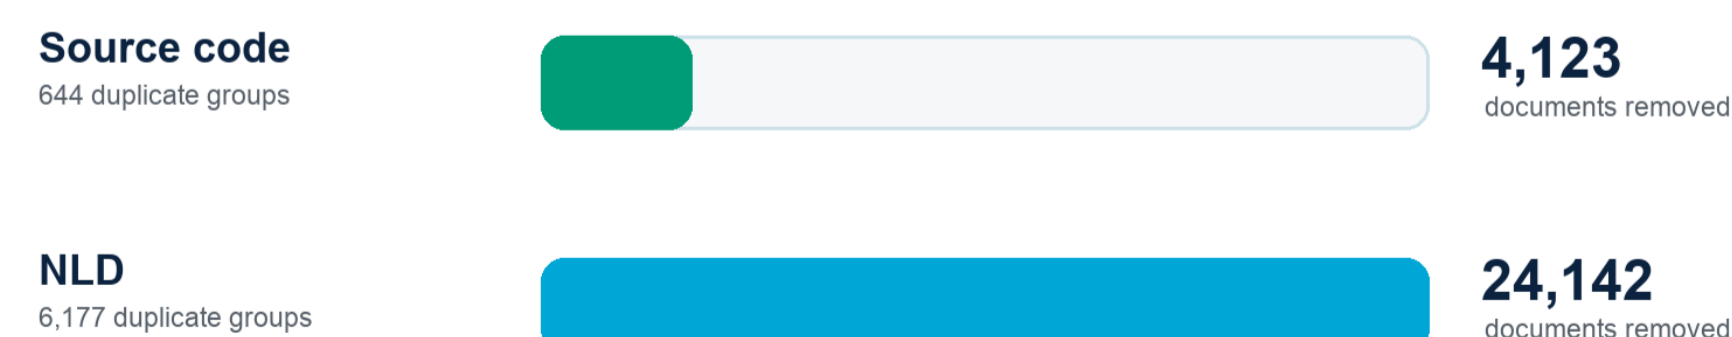 Source code
644 duplicate groups
4,123
documents removed
NLD
6,177 duplicate groups
24,142
documents removed